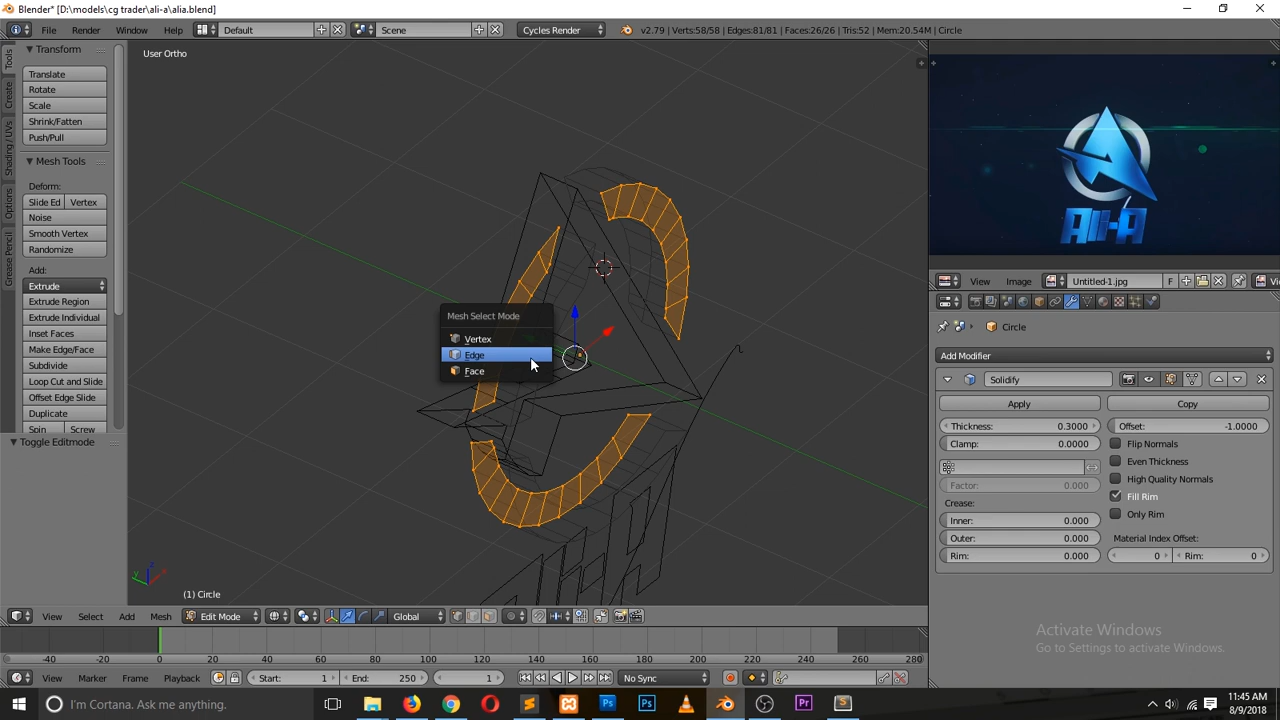 Blender* [D:\models\cg trader\ali-a\alia.blend]
File Render Window Help Default Scene Cycles Render v2.79 | Verts:58/58 | Edges:81/81 | Faces:26/26 | Tris:52 | Mem:20.54M | Circle
Tools
Create
Shading / UVs
Options
Grease Pencil
Transform
Translate
Rotate
Scale
Shrink/Fatten
Push/Pull
Mesh Tools
Deform:
Slide Ed Vertex
Noise
Smooth Vertex
Randomize
Add:
Extrude
Extrude Region
Extrude Individual
Inset Faces
Make Edge/Face
Subdivide
Loop Cut and Slide
Offset Edge Slide
Duplicate
Spin Screw
Toggle Editmode
User Ortho
Mesh Select Mode
Vertex
Edge
Face
(1) Circle
View Select Add Mesh Edit Mode Global
Ali-A
View Image Untitled-1.jpg F Vi
Circle
Add Modifier
Solidify
Apply Copy
Thickness: 0.3000 Offset: -1.0000
Clamp: 0.0000 Flip Normals
Even Thickness
Factor: 0.000 High Quality Normals
Crease: Fill Rim
Inner: 0.000 Only Rim
Outer: 0.000 Material Index Offset:
Rim: 0.000 0 Rim: 0
Activate Windows
Go to Settings to activate Windows.
-40 -20 0 20 40 60 80 100 120 140 160 180 200 220 240 260 280
View Marker Frame Playback Start: 1 End: 250 1 No Sync
I'm Cortana. Ask me anything.
11:45 AM
8/9/2018